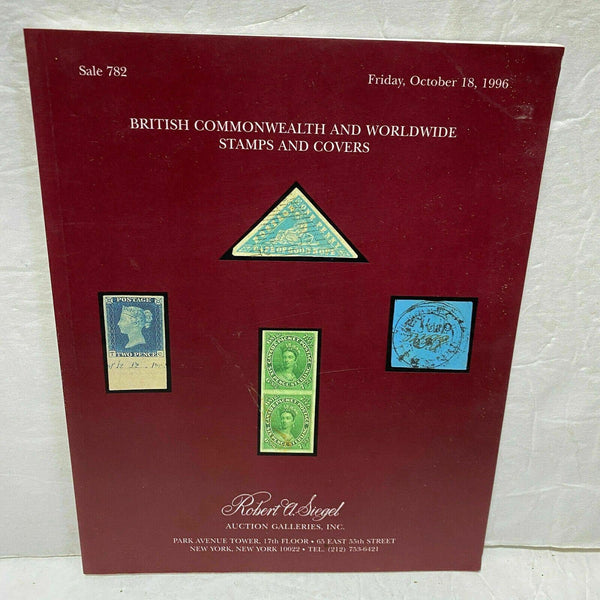 Sale 782
Friday, October 18, 1996
BRITISH COMMONWEALTH AND WORLDWIDE
STAMPS AND COVERS
POSTAGE
TWO PENCE
Robert A. Siegel
AUCTION GALLERIES, INC.
PARK AVENUE TOWER, 17th FLOOR • 65 EAST 55th STREET
NEW YORK, NEW YORK 10022 • TEL. (212) 753-6421